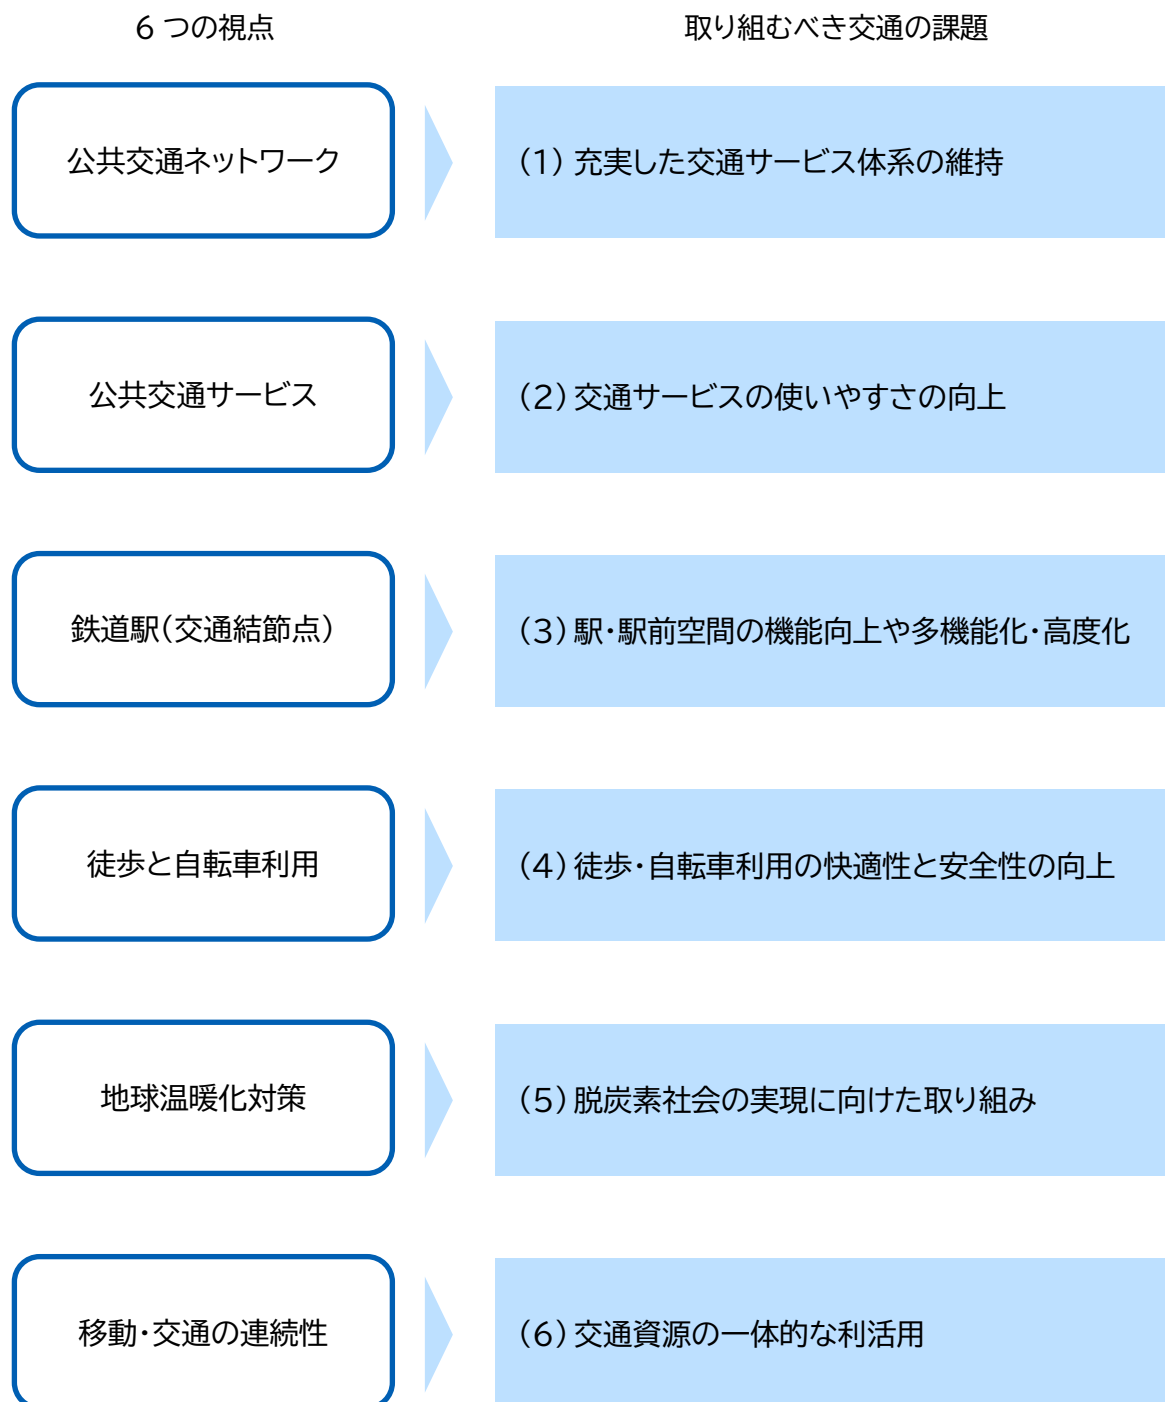 6つの視点
取り組むべき交通の課題
公共交通ネットワーク
(1) 充実した交通サービス体系の維持
公共交通サービス
(2) 交通サービスの使いやすさの向上
鉄道駅(交通結節点)
(3) 駅・駅前空間の機能向上や多機能化・高度化
徒歩と自転車利用
(4) 徒歩・自転車利用の快適性と安全性の向上
地球温暖化対策
(5) 脱炭素社会の実現に向けた取り組み
移動・交通の連続性
(6) 交通資源の一体的な利活用